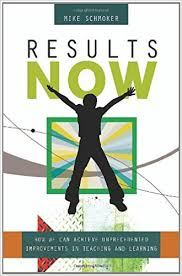 MIKE SCHMOKER
RESULTS
NOW
HOW WE CAN ACHIEVE UNPRECEDENTED
IMPROVEMENTS IN TEACHING AND LEARNING